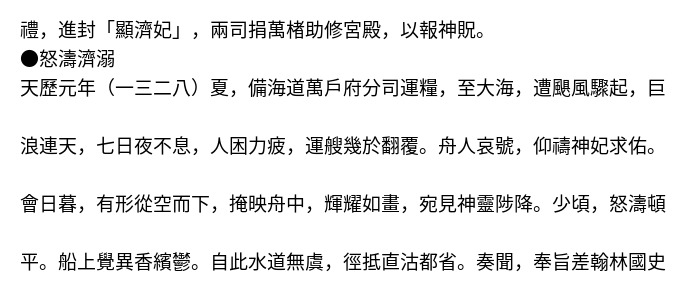 禮，進封「顯濟妃」，兩司捐萬楮助修宮殿，以報神貺。
●怒濤濟溺
天歷元年（一三二八）夏，備海道萬戶府分司運糧，至大海，遭颶風驟起，巨
浪連天，七日夜不息，人困力疲，運艘幾於翻覆。舟人哀號，仰禱神妃求佑。
會日暮，有形從空而下，掩映舟中，輝耀如晝，宛見神靈陟降。少頃，怒濤頓
平。船上覺異香繽鬱。自此水道無虞，徑抵直沽都省。奏聞，奉旨差翰林國史